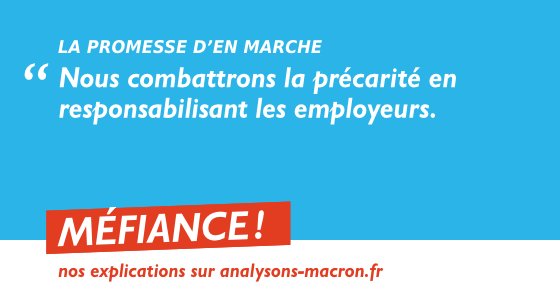 LA PROMESSE D'EN MARCHE
“ Nous combattrons la précarité en
responsabilisant les employeurs.
MÉFIANCE !
nos explications sur analysons-macron.fr